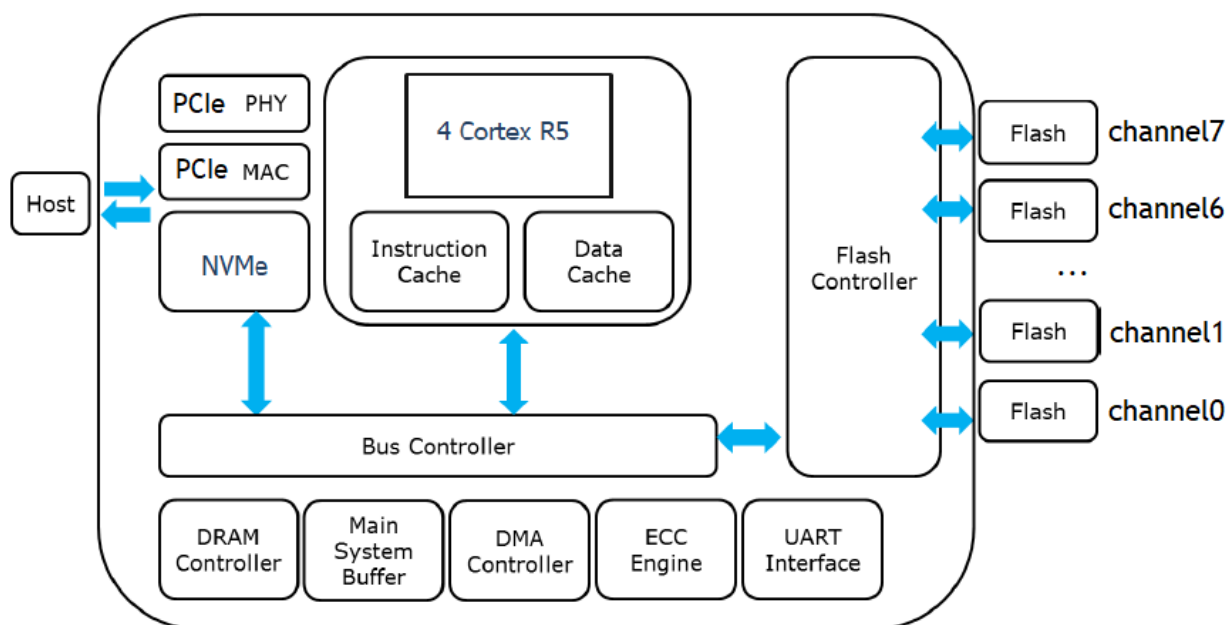 PCIe PHY
PCIe MAC
Host
NVMe
4 Cortex R5
Instruction
Cache
Data
Cache
Flash
Controller
Flash
channel7
Flash
channel6
...
Flash
channel1
Flash
channel0
Bus Controller
DRAM
Controller
Main
System
Buffer
DMA
Controller
ECC
Engine
UART
Interface